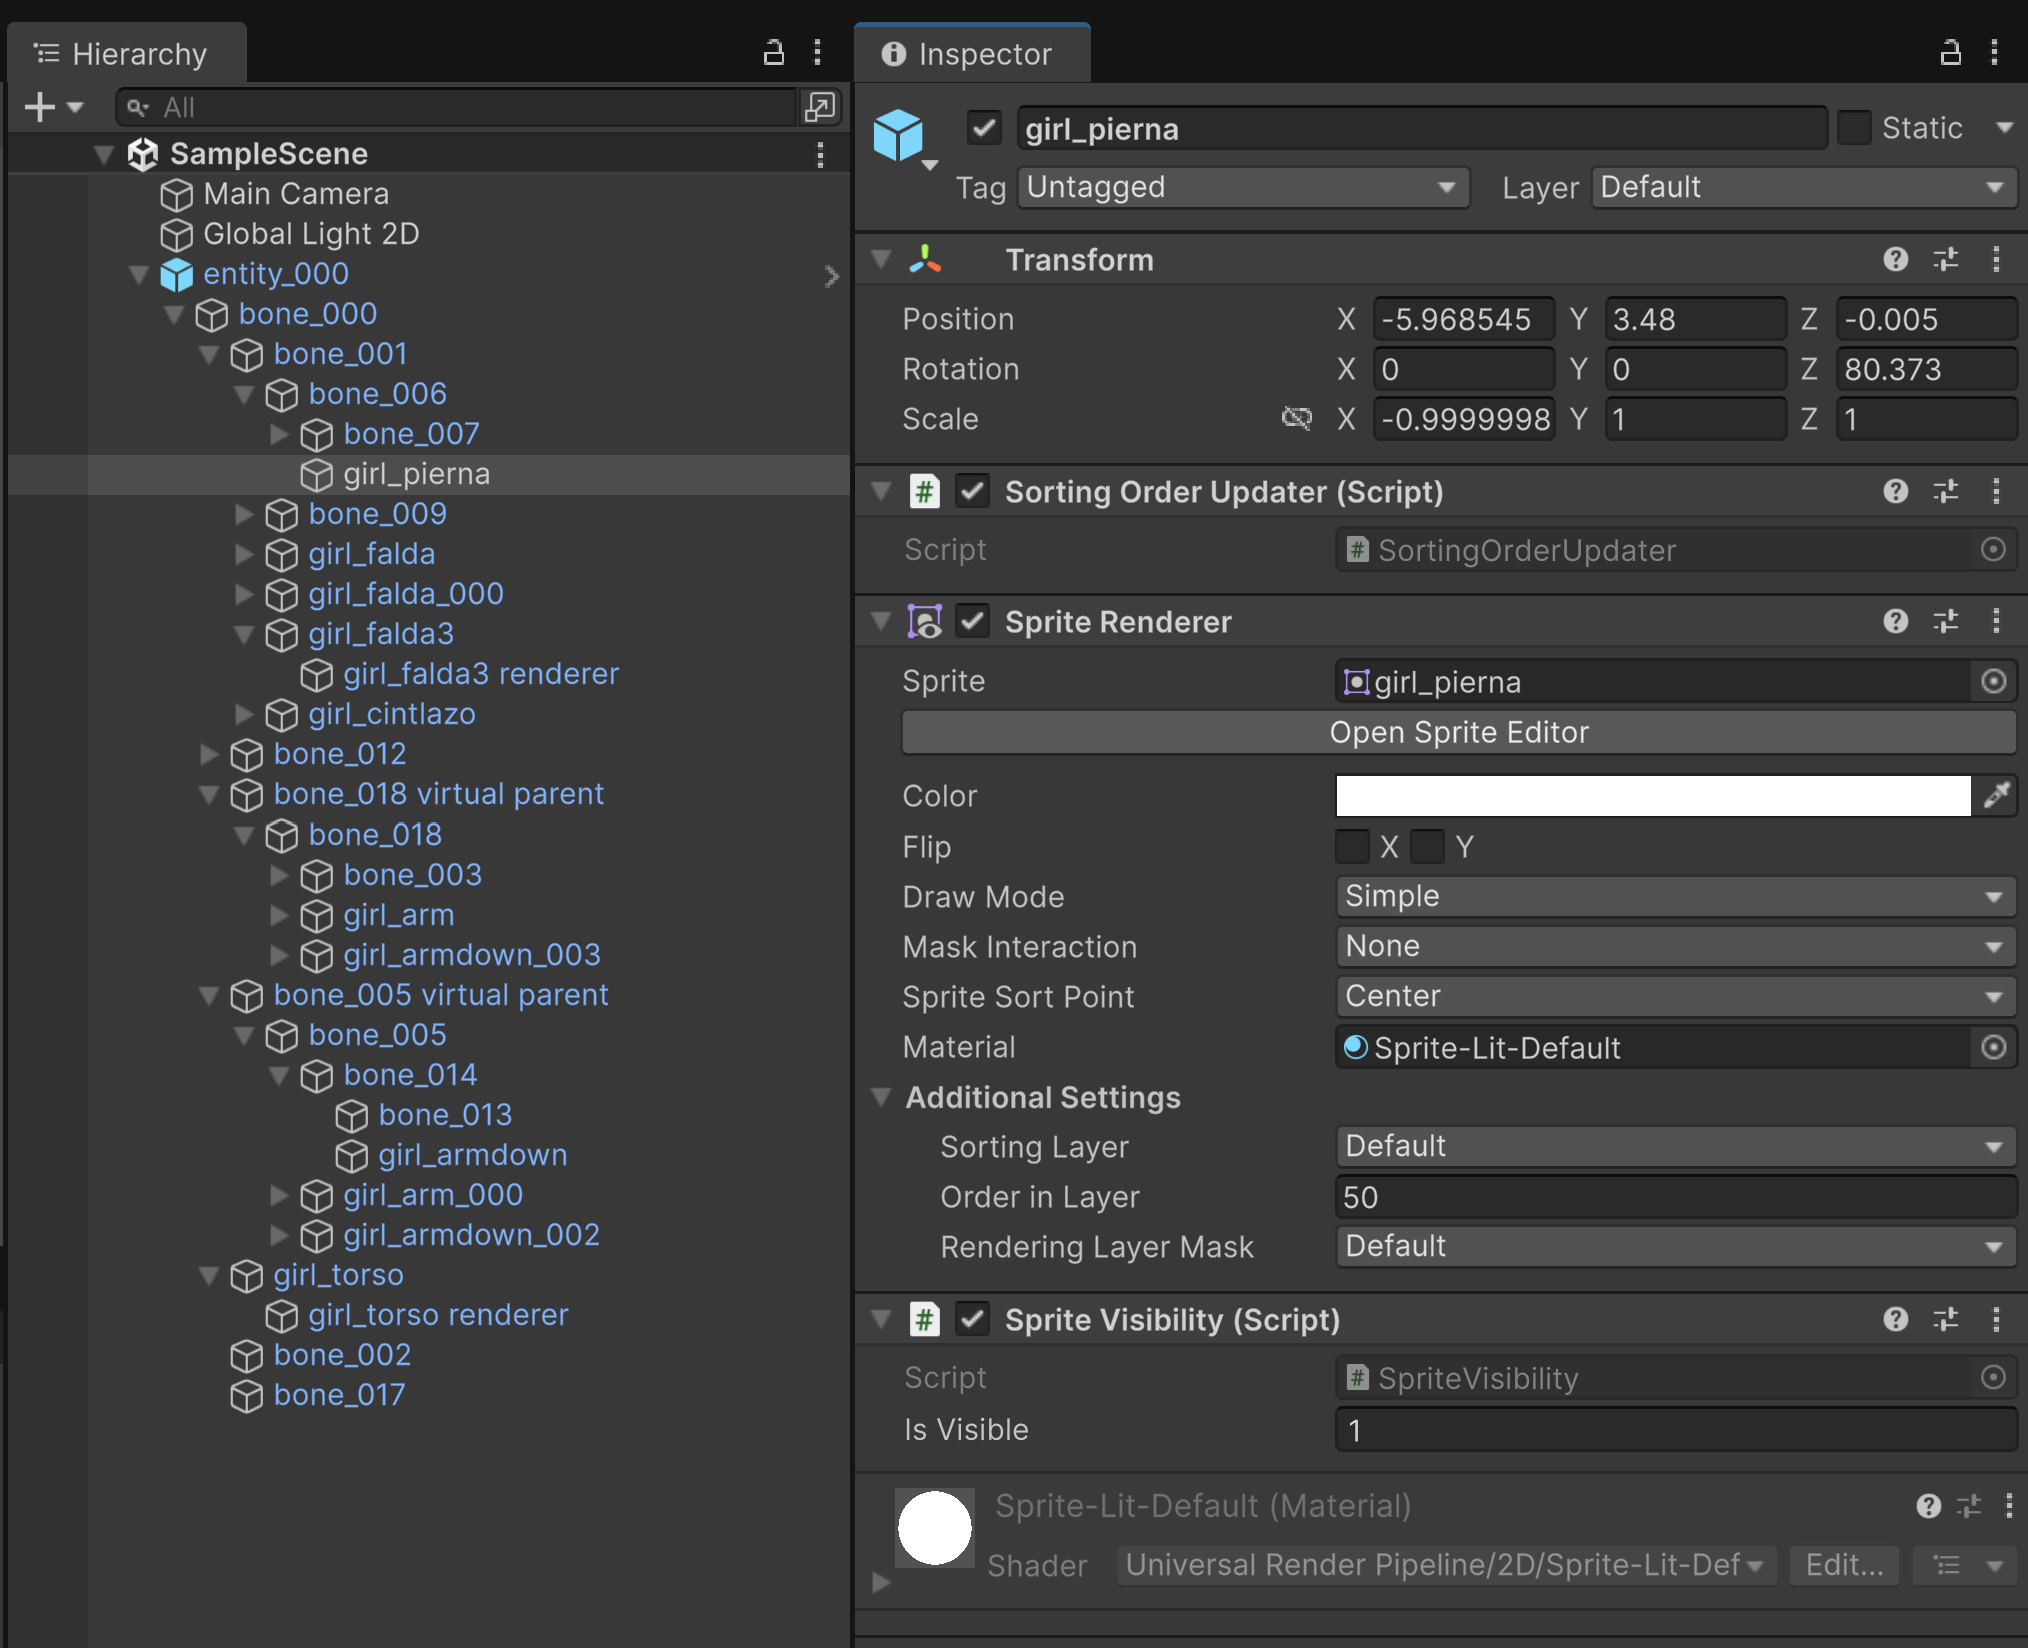 Hierarchy
All
SampleScene
Main Camera
Global Light 2D
entity_000
bone_000
bone_001
bone_006
bone_007
girl_pierna
bone_009
girl_falda
girl_falda_000
girl_falda3
girl_falda3 renderer
girl_cintlazo
bone_012
bone_018 virtual parent
bone_018
bone_003
girl_arm
girl_armdown_003
bone_005 virtual parent
bone_005
bone_014
bone_013
girl_armdown
girl_arm_000
girl_armdown_002
girl_torso
girl_torso renderer
bone_002
bone_017
Inspector
girl_pierna Static
Tag Untagged Layer Default
Transform
Position X -5.968545 Y 3.48 Z -0.005
Rotation X 0 Y 0 Z 80.373
Scale X -0.9999998 Y 1 Z 1
# Sorting Order Updater (Script)
Script # SortingOrderUpdater
Sprite Renderer
Sprite girl_pierna
Open Sprite Editor
Color
Flip X Y
Draw Mode Simple
Mask Interaction None
Sprite Sort Point Center
Material Sprite-Lit-Default
Additional Settings
Sorting Layer Default
Order in Layer 50
Rendering Layer Mask Default
# Sprite Visibility (Script)
Script # SpriteVisibility
Is Visible 1
Sprite-Lit-Default (Material)
Shader Universal Render Pipeline/2D/Sprite-Lit-Def Edit...